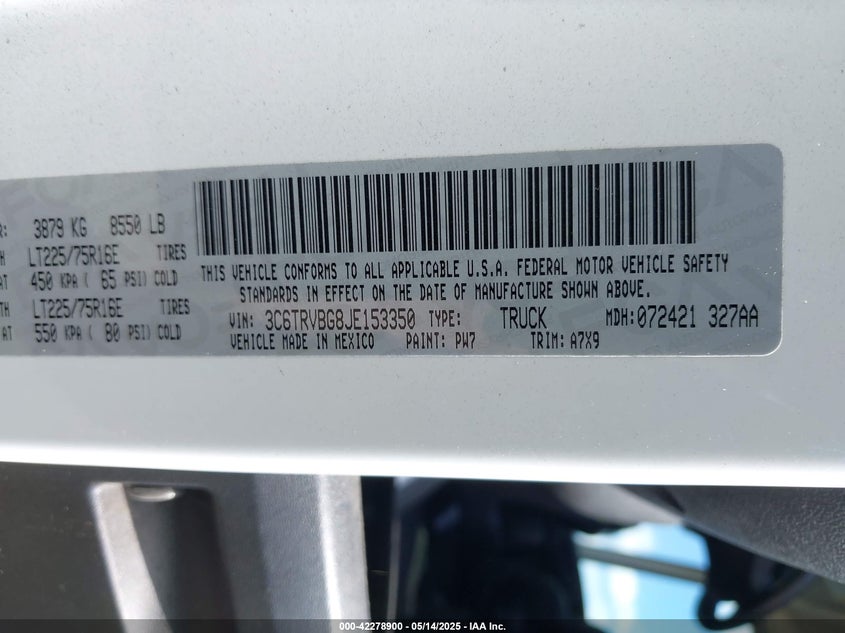 R: 3879 KG 8550 LB
H LT225/75R16E TIRES
AT 450 KPA ( 65 PSI) COLD
TH LT225/75R16E TIRES
AT 550 KPA ( 80 PSI) COLD
THIS VEHICLE CONFORMS TO ALL APPLICABLE U.S.A. FEDERAL MOTOR VEHICLE SAFETY
STANDARDS IN EFFECT ON THE DATE OF MANUFACTURE SHOWN ABOVE.
VIN: 3C6TRVBG8JE153350 TYPE: TRUCK MDH:072421 327AA
VEHICLE MADE IN MEXICO PAINT: PW7 TRIM: A7X9
000-42278900 - 05/14/2025 - IAA Inc.